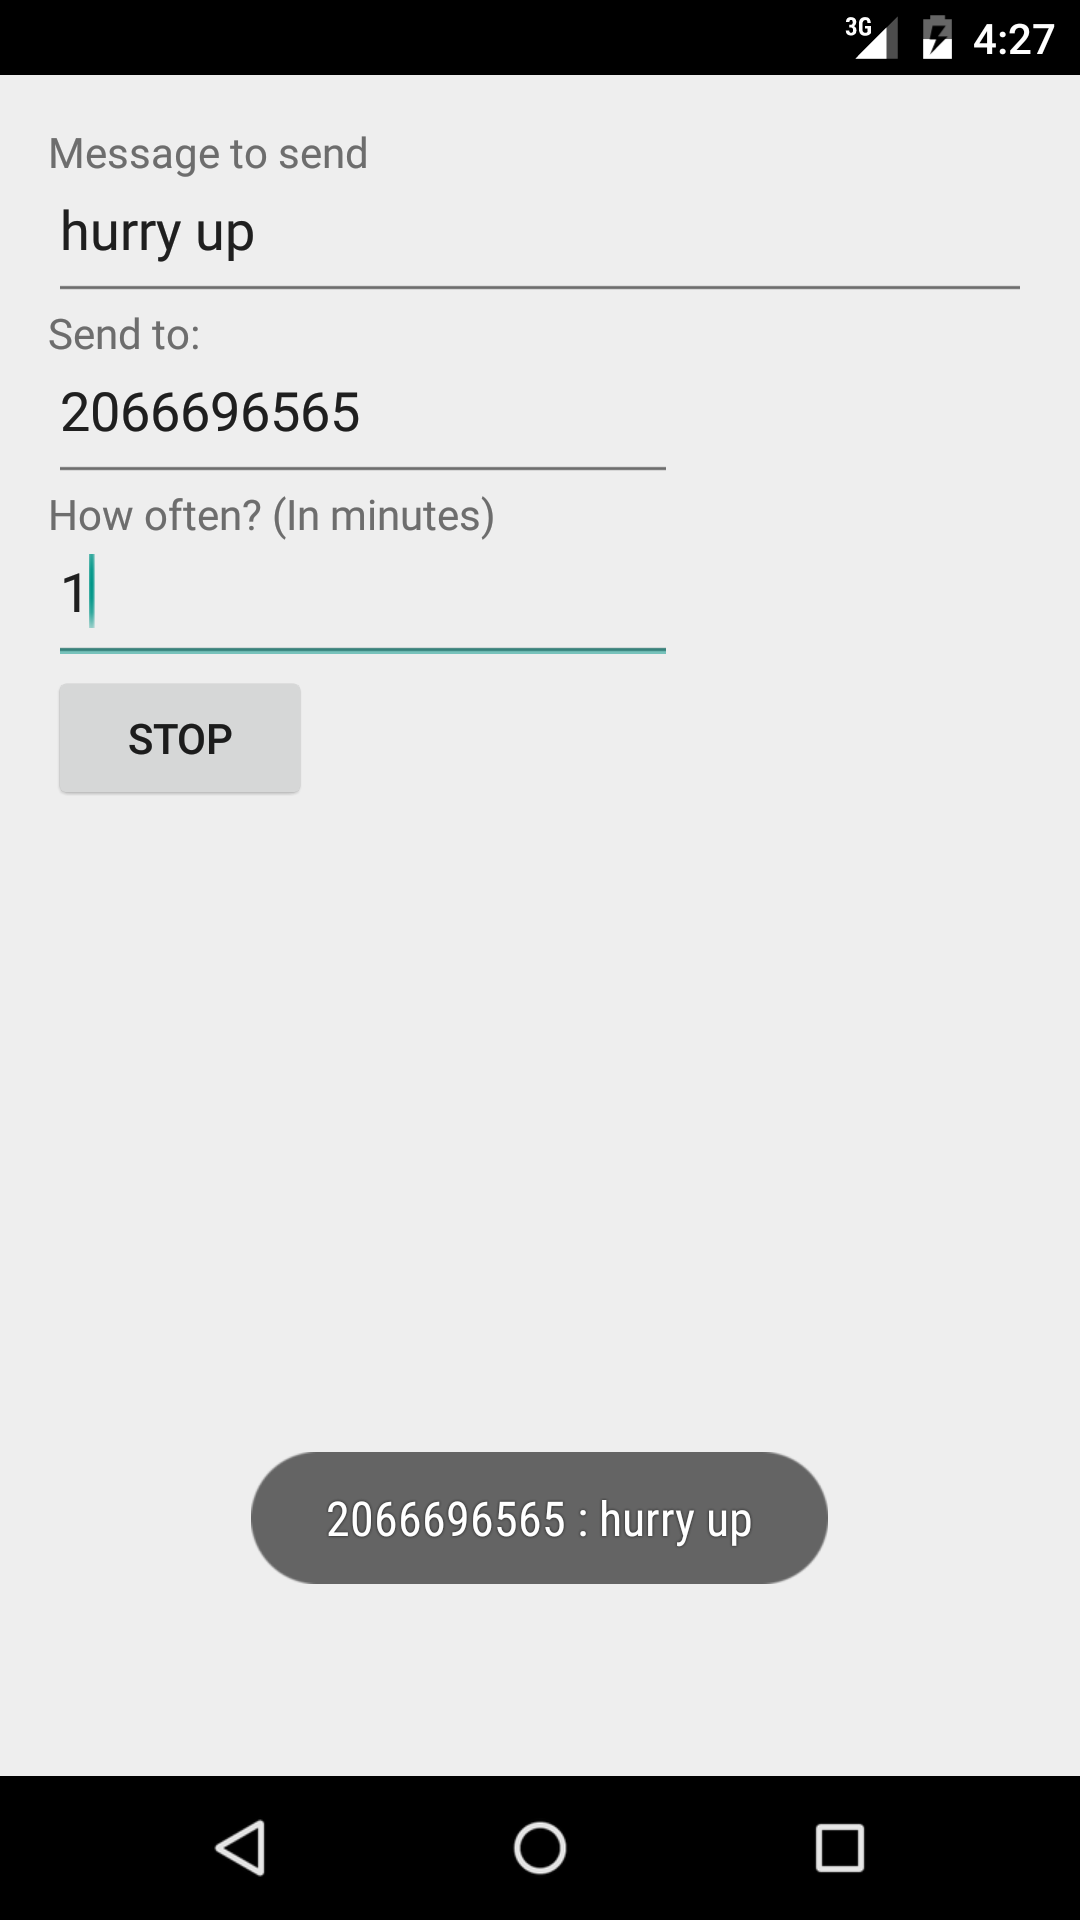 3G 4:27
Message to send
hurry up
Send to:
2066696565
How often? (In minutes)
1
STOP
2066696565 : hurry up